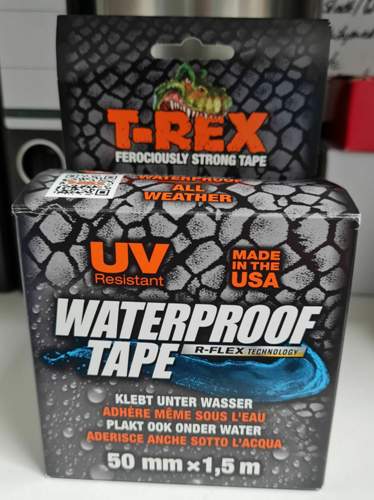 T-REX
FEROCIOUSLY STRONG TAPE
WATERPROOF
ALL
WEATHER
UV
Resistant
MADE
IN THE
USA
WATERPROOF
TAPE
R-FLEX TECHNOLOGY
KLEBT UNTER WASSER
ADHÈRE MÊME SOUS L'EAU
PLAKT OOK ONDER WATER
ADERISCE ANCHE SOTTO L'ACQUA
50 mm x 1,5 m